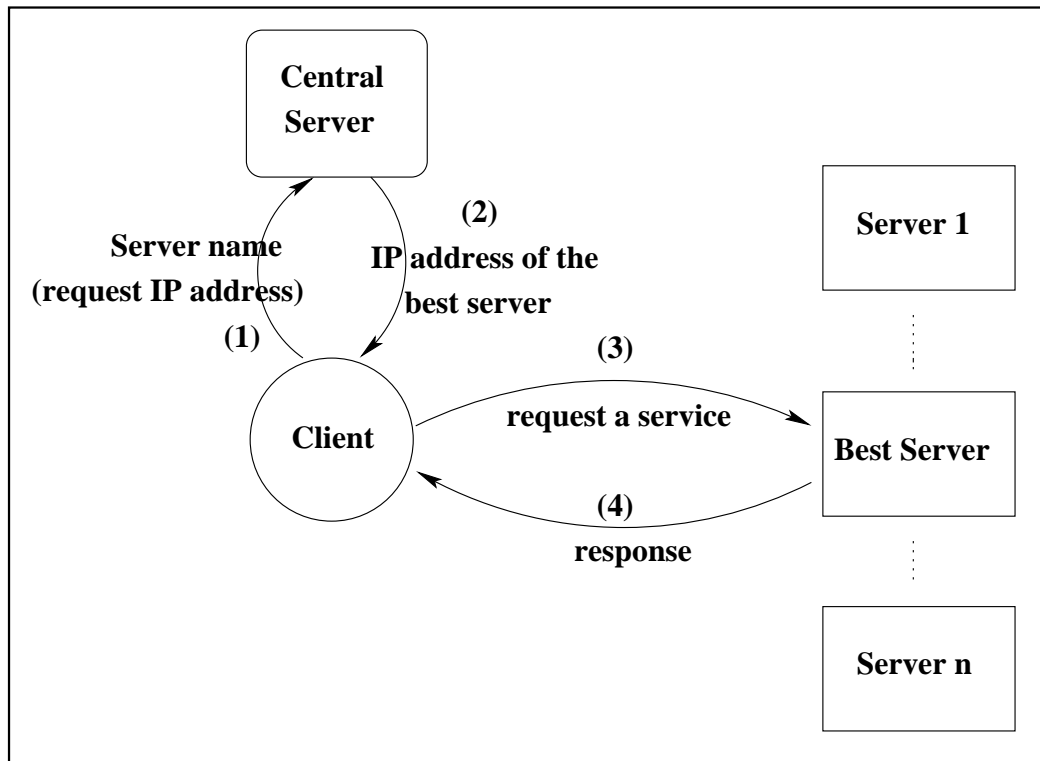 Central
Server
(2)
Server 1
Server name
(request IP address)
(1)
IP address of the
best server
(3)
request a service
Client
Best Server
(4)
response
Server n